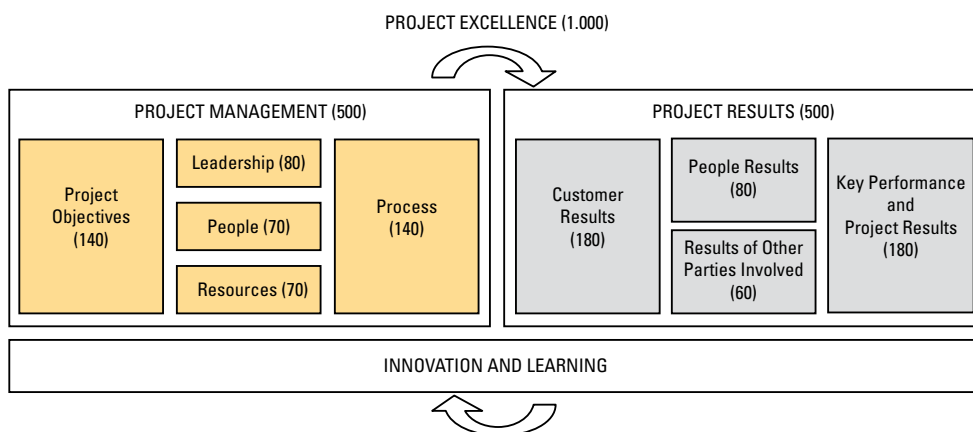 PROJECT EXCELLENCE (1.000)
PROJECT MANAGEMENT (500)
Project
Objectives
(140)
Leadership (80)
People (70)
Resources (70)
Process
(140)
PROJECT RESULTS (500)
Customer
Results
(180)
People Results
(80)
Results of Other
Parties Involved
(60)
Key Performance
and
Project Results
(180)
INNOVATION AND LEARNING